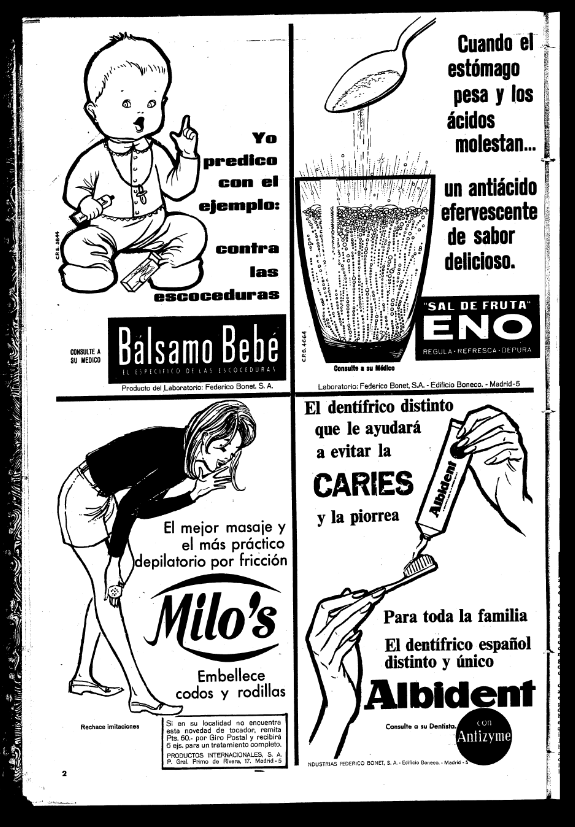 Yo
predico
con el
ejemplo:
contra
las
escoceduras
C.P.S. 3644
CONSULTE A
SU MEDICO
Bálsamo Bebé
EL ESPECIFICO DE LAS ESCOCEDURAS
Producto del Laboratorio: Federico Bonet, S. A.
Cuando el
estómago
pesa y los
ácidos
molestan...
un antiácido
efervescente
de sabor
delicioso.
"SAL DE FRUTA"
ENO
REGULA - REFRESCA - DEPURA
Consulte a su Médico
Laboratorio: Federico Bonet, S.A. - Edificio Boneco. - Madrid-5
El mejor masaje y
el más práctico
depilatorio por fricción
Milo's
Embellece
codos y rodillas
Rechace imitaciones
Si en su localidad no encuentra
esta novedad de tocador, remita
Pts. 60.- por Giro Postal y recibirá
6 ejs. para un tratamiento completo.
PRODUCTOS INTERNACIONALES, S. A.
P. Gral. Primo de Rivera, 17. Madrid-5
El dentífrico distinto
que le ayudará
a evitar la
CARIES
y la piorrea
Albident
Para toda la familia
El dentífrico español
distinto y único
Albident
Consulte a su Dentista.
con
Antizyme
INDUSTRIAS FEDERICO BONET, S. A. - Edificio Boneco. - Madrid - 5
2